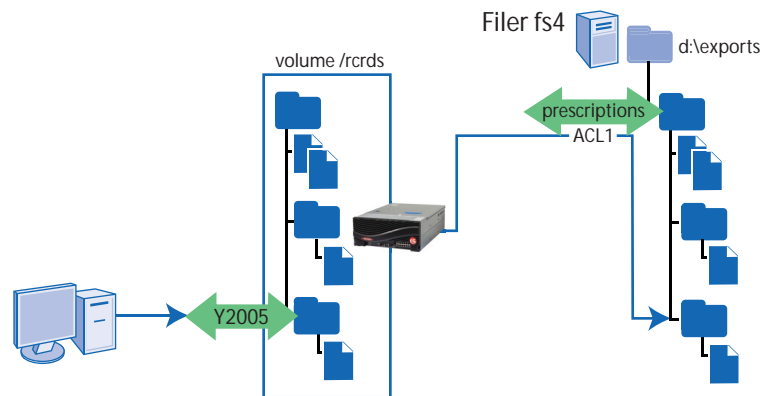 Filer fs4
d:\exports
volume /rcrds
prescriptions
ACL1
Y2005